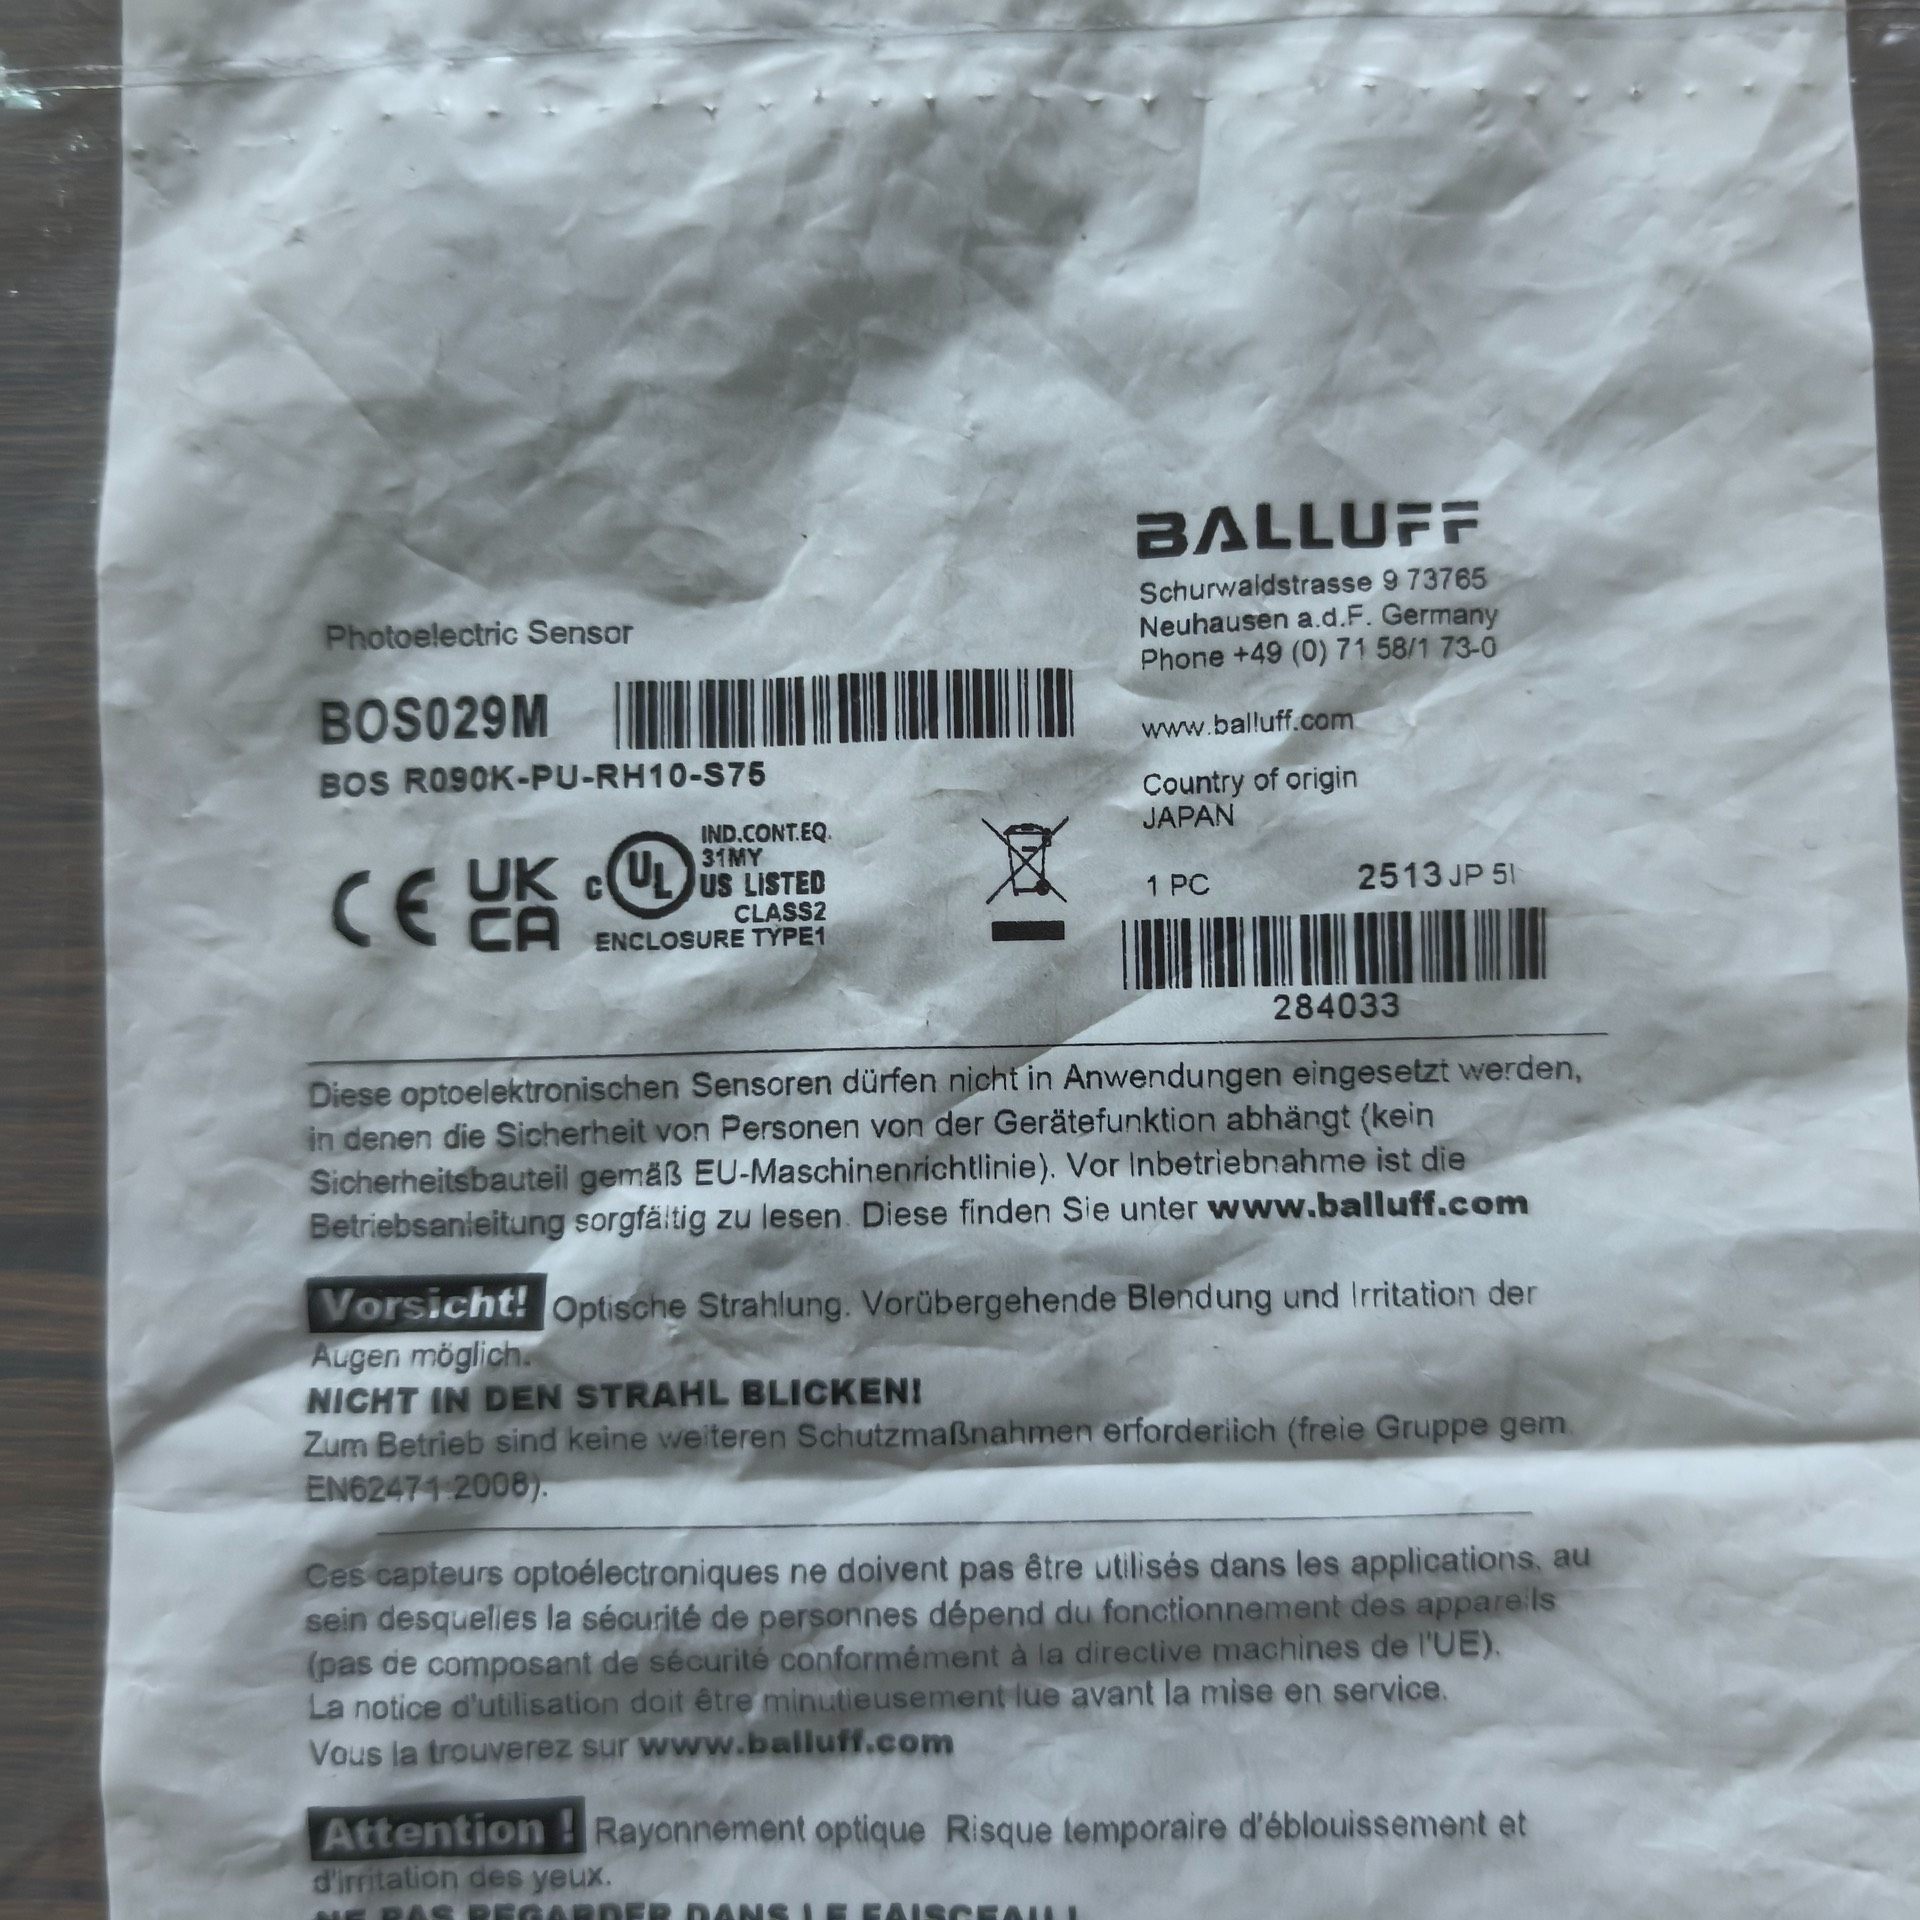 BALLUFF
Schurwaldstrasse 9 73765
Neuhausen a.d.F. Germany
Phone +49 (0) 71 58/1 73-0
www.balluff.com
Country of origin
JAPAN
1 PC 2513 JP 5I
284033
Photoelectric Sensor
BOS029M
BOS R090K-PU-RH10-S75
CE UK CA
c UL US LISTED
IND.CONT.EQ.
31MY
CLASS2
ENCLOSURE TYPE1
Diese optoelektronischen Sensoren dürfen nicht in Anwendungen eingesetzt werden,
in denen die Sicherheit von Personen von der Gerätefunktion abhängt (kein
Sicherheitsbauteil gemäß EU-Maschinenrichtlinie). Vor Inbetriebnahme ist die
Betriebsanleitung sorgfältig zu lesen. Diese finden Sie unter www.balluff.com
Vorsicht! Optische Strahlung. Vorübergehende Blendung und Irritation der
Augen möglich.
NICHT IN DEN STRAHL BLICKEN!
Zum Betrieb sind keine weiteren Schutzmaßnahmen erforderlich (freie Gruppe gem.
EN62471:2008).
Ces capteurs optoélectroniques ne doivent pas être utilisés dans les applications, au
sein desquelles la sécurité de personnes dépend du fonctionnement des appareils
(pas de composant de sécurité conformément à la directive machines de l'UE).
La notice d'utilisation doit être minutieusement lue avant la mise en service.
Vous la trouverez sur www.balluff.com
Attention ! Rayonnement optique Risque temporaire d'éblouissement et
d'irritation des yeux.
NE PAS REGARDER DANS LE FAISCEAU !